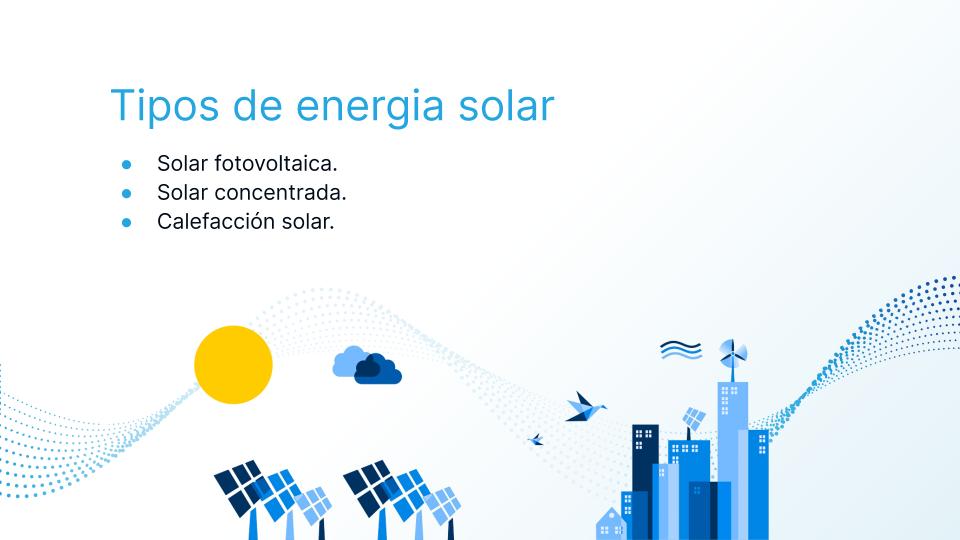 Tipos de energia solar
● Solar fotovoltaica.
● Solar concentrada.
● Calefacción solar.